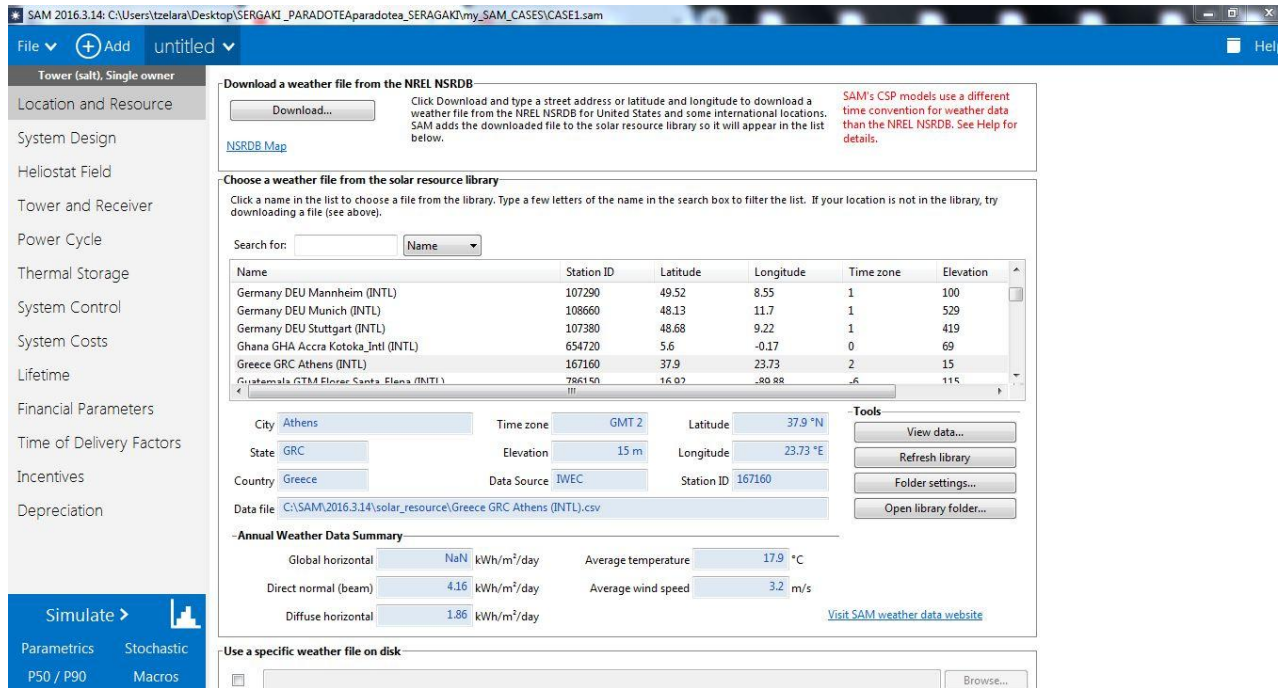 SAM 2016.3.14: C:\Users\tzelara\Desktop\SERGAKI _PARADOTEAparadotea_SERAGAKI\my_SAM_CASES\CASE1.sam
File Add untitled Help
Tower (salt), Single owner
Location and Resource
System Design
Heliostat Field
Tower and Receiver
Power Cycle
Thermal Storage
System Control
System Costs
Lifetime
Financial Parameters
Time of Delivery Factors
Incentives
Depreciation
Simulate >
Parametrics Stochastic
P50 / P90 Macros
Download a weather file from the NREL NSRDB
Download...
NSRDB Map
Click Download and type a street address or latitude and longitude to download a
weather file from the NREL NSRDB for United States and some international locations.
SAM adds the downloaded file to the solar resource library so it will appear in the list
below.
SAM's CSP models use a different
time convention for weather data
than the NREL NSRDB. See Help for
details.
Choose a weather file from the solar resource library
Click a name in the list to choose a file from the library. Type a few letters of the name in the search box to filter the list. If your location is not in the library, try
downloading a file (see above).
Search for: Name
Name Station ID Latitude Longitude Time zone Elevation
Germany DEU Mannheim (INTL) 107290 49.52 8.55 1 100
Germany DEU Munich (INTL) 108660 48.13 11.7 1 529
Germany DEU Stuttgart (INTL) 107380 48.68 9.22 1 419
Ghana GHA Accra Kotoka_Intl (INTL) 654720 5.6 -0.17 0 69
Greece GRC Athens (INTL) 167160 37.9 23.73 2 15
Guatemala GTM Flores Santa_Elena (INTL) 786150 16.92 -89.88 -6 115
City Athens Time zone GMT 2 Latitude 37.9 °N
State GRC Elevation 15 m Longitude 23.73 °E
Country Greece Data Source IWEC Station ID 167160
Data file C:\SAM\2016.3.14\solar_resource\Greece GRC Athens (INTL).csv
Tools
View data...
Refresh library
Folder settings...
Open library folder...
Annual Weather Data Summary
Global horizontal NaN kWh/m²/day Average temperature 17.9 °C
Direct normal (beam) 4.16 kWh/m²/day Average wind speed 3.2 m/s
Diffuse horizontal 1.86 kWh/m²/day Visit SAM weather data website
Use a specific weather file on disk
Browse...